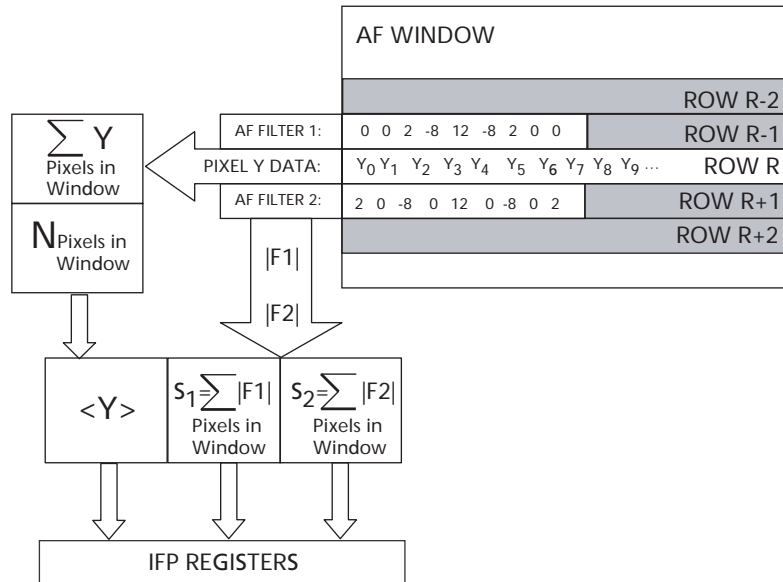 AF WINDOW
ROW R-2
AF FILTER 1: 0 0 2 -8 12 -8 2 0 0 ROW R-1
PIXEL Y DATA: Y0 Y1 Y2 Y3 Y4 Y5 Y6 Y7 Y8 Y9 ... ROW R
AF FILTER 2: 2 0 -8 0 12 0 -8 0 2 ROW R+1
ROW R+2
∑ Y
Pixels in
Window
N Pixels in
Window
|F1|
|F2|
<Y>
S1=∑|F1|
Pixels in
Window
S2=∑|F2|
Pixels in
Window
IFP REGISTERS